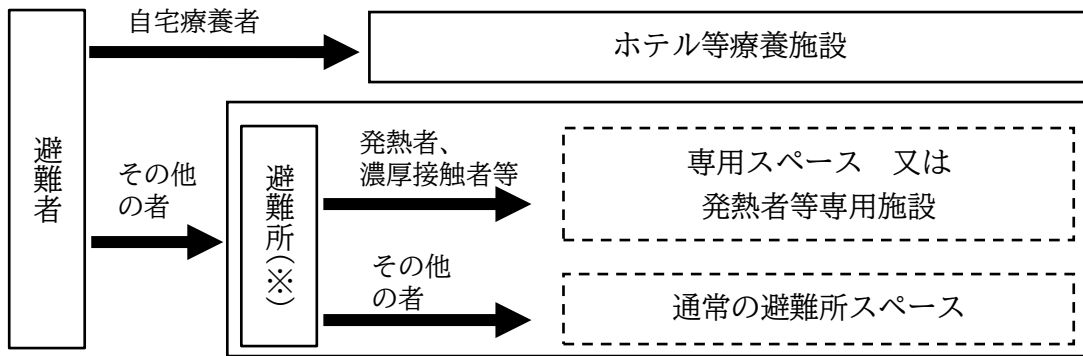 避難者
自宅療養者
ホテル等療養施設
その他
の者
避難所(※)
発熱者、
濃厚接触者等
専用スペース　又は
発熱者等専用施設
その他
の者
通常の避難所スペース